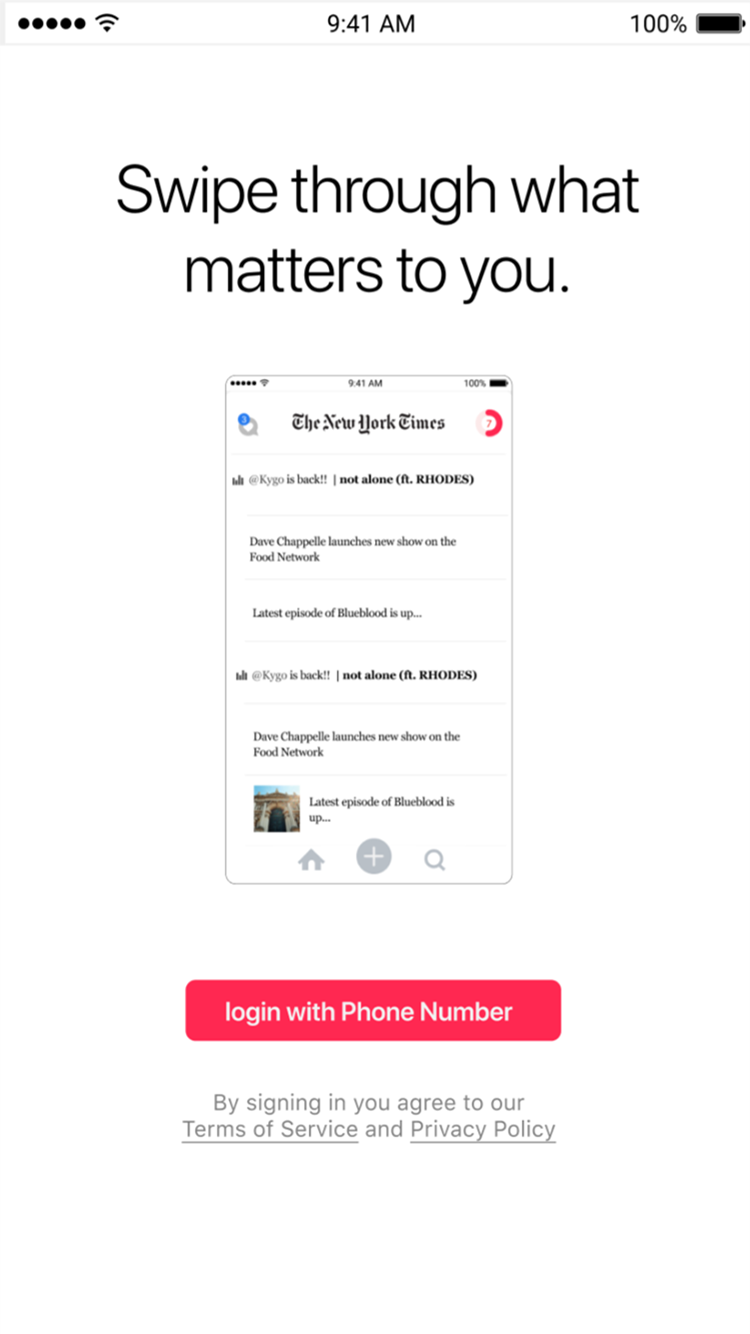 9:41 AM 100%
Swipe through what
matters to you.
9:41 AM 100%
3 The New York Times 7
@Kygo is back!! | not alone (ft. RHODES)
Dave Chappelle launches new show on the
Food Network
Latest episode of Blueblood is up...
@Kygo is back!! | not alone (ft. RHODES)
Dave Chappelle launches new show on the
Food Network
Latest episode of Blueblood is
up...
login with Phone Number
By signing in you agree to our
Terms of Service and Privacy Policy